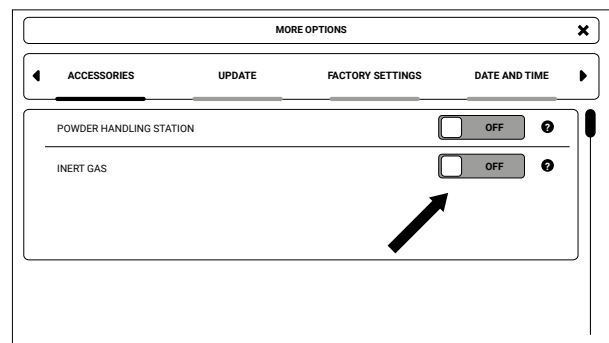 MORE OPTIONS
ACCESSORIES UPDATE FACTORY SETTINGS DATE AND TIME
POWDER HANDLING STATION OFF ?
INERT GAS OFF ?